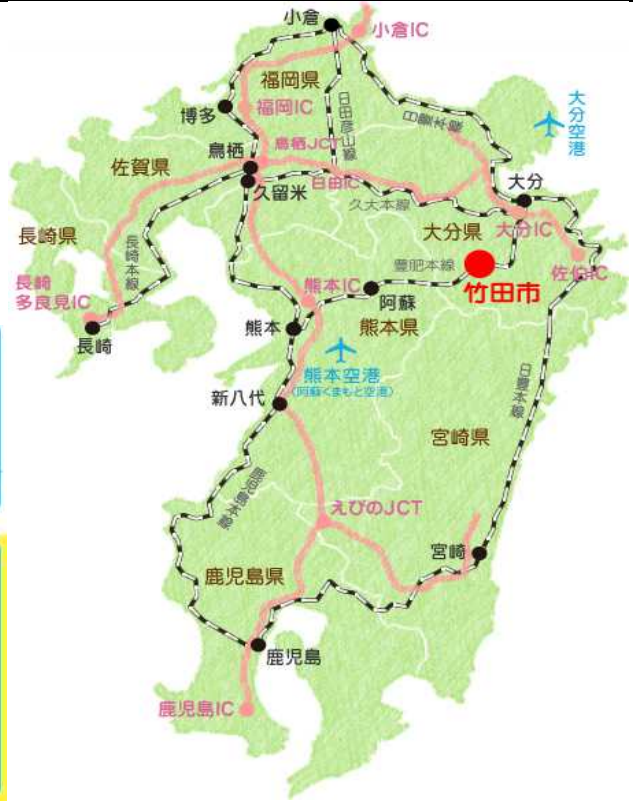 小倉
小倉IC
福岡県
博多
福岡IC
日田彦山線
日豊本線
大分空港
鳥栖
鳥栖JCT
佐賀県
久留米
日田IC
久大本線
大分
長崎県
長崎本線
大分県
大分IC
豊肥本線
佐伯IC
竹田市
長崎
多良見IC
長崎
熊本IC
阿蘇
熊本
熊本県
熊本空港
(阿蘇くまもと空港)
新八代
日豊本線
宮崎県
鹿児島本線
えびのJCT
宮崎
鹿児島県
鹿児島
鹿児島IC